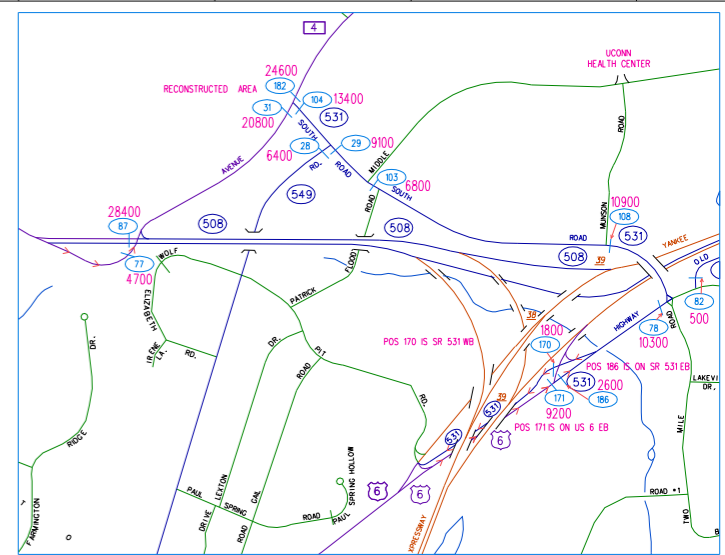 4
UCONN
HEALTH CENTER
24600
182
RECONSTRUCTED AREA
104
13400
31
531
20800
SOUTH
ROAD
28
29
9100
6400
RD.
MIDDLE
ROAD
103
6800
SOUTH
ROAD
AVENUE
549
ROAD
MUNSON
10900
108
531
28400
87
508
508
508
39
YANKEE
OLD
77
4700
WOLF
FLOOD
PATRICK
ELIZABETH
82
500
38
1800
HIGHWAY
ROAD
78
10300
POS 170 IS SR 531 WB
170
IRENE
LA.
RD.
DR.
PIT
ROAD
RD.
POS 186 IS ON SR 531 EB
531
2600
186
39
171
9200
POS 171 IS ON US 6 EB
LAKEVI
DR.
DR.
RIDGE
531
531
6
MILE
TWO
SPRING HOLLOW
6
6
PAUL
SPRING
ROAD
PAUL
LEXTON
DRIVE
GAIL
ROAD
ROAD #1
FARMINGTON
XPRESSWAY
B